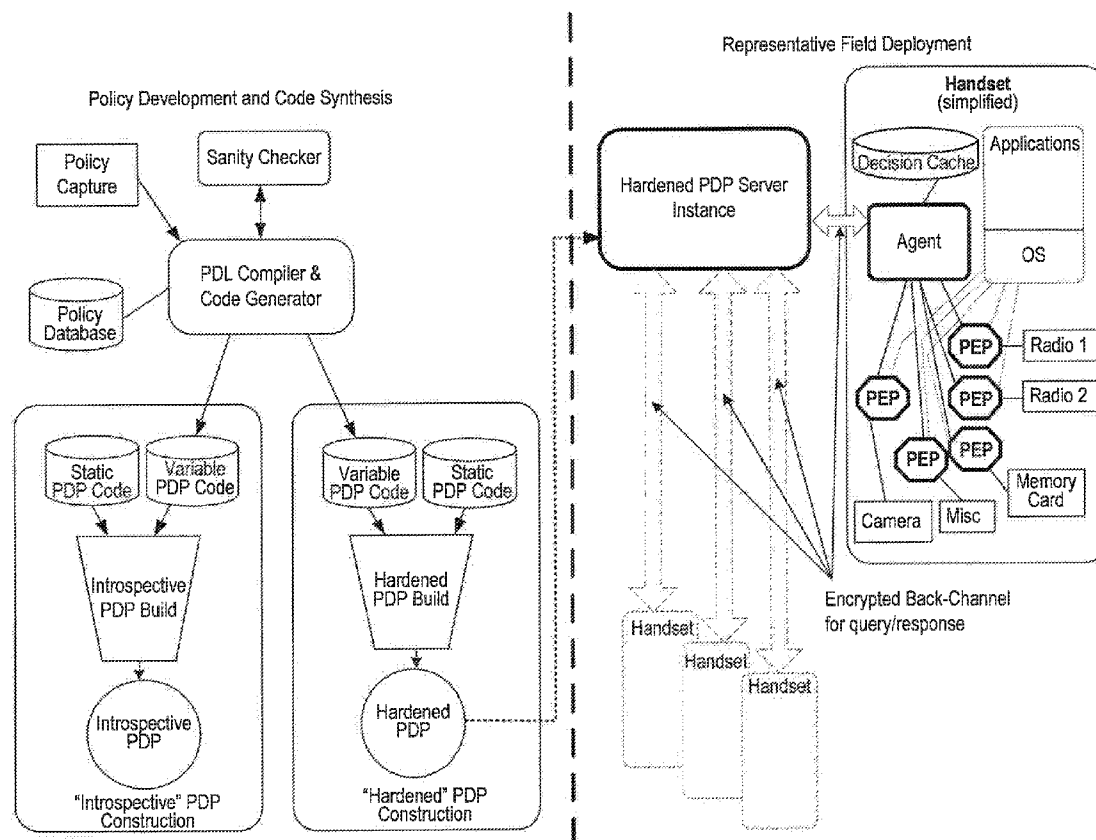 Policy Development and Code Synthesis
Policy
Capture
Sanity Checker
PDL Compiler &
Code Generator
Policy
Database
Static
PDP Code
Variable
PDP Code
Introspective
PDP Build
Introspective
PDP
"Introspective" PDP
Construction
Variable
PDP Code
Static
PDP Code
Hardened
PDP Build
Hardened
PDP
"Hardened" PDP
Construction
Representative Field Deployment
Hardened PDP Server
Instance
Handset
(simplified)
Decision Cache
Applications
Agent
OS
PEP
Radio 1
PEP
PEP
Radio 2
PEP
PEP
Memory
Card
Camera
Misc
Encrypted Back-Channel
for query/response
Handset
Handset
Handset